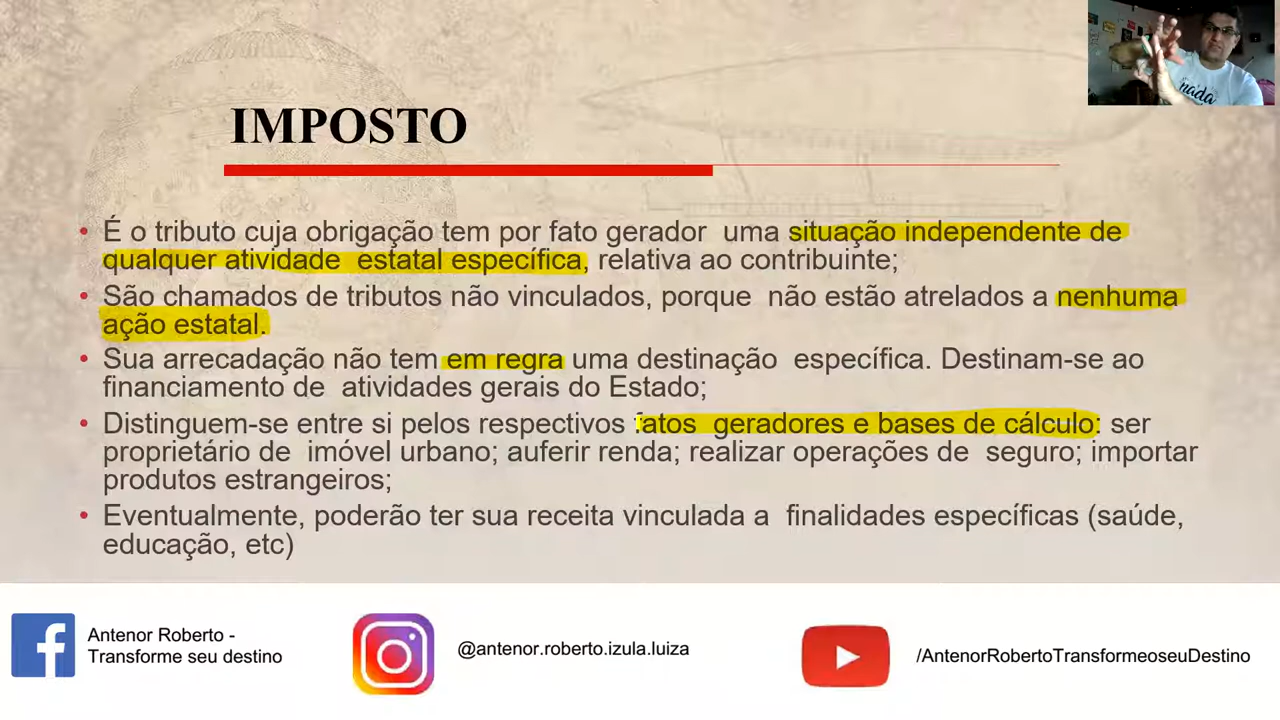 IMPOSTO
• É o tributo cuja obrigação tem por fato gerador uma situação independente de
qualquer atividade estatal específica, relativa ao contribuinte;
• São chamados de tributos não vinculados, porque não estão atrelados a nenhuma
ação estatal.
• Sua arrecadação não tem em regra uma destinação específica. Destinam-se ao
financiamento de atividades gerais do Estado;
• Distinguem-se entre si pelos respectivos fatos geradores e bases de cálculo: ser
proprietário de imóvel urbano; auferir renda; realizar operações de seguro; importar
produtos estrangeiros;
• Eventualmente, poderão ter sua receita vinculada a finalidades específicas (saúde,
educação, etc)
Antenor Roberto -
Transforme seu destino
@antenor.roberto.izula.luiza
/AntenorRobertoTransformeoseuDestino
nada